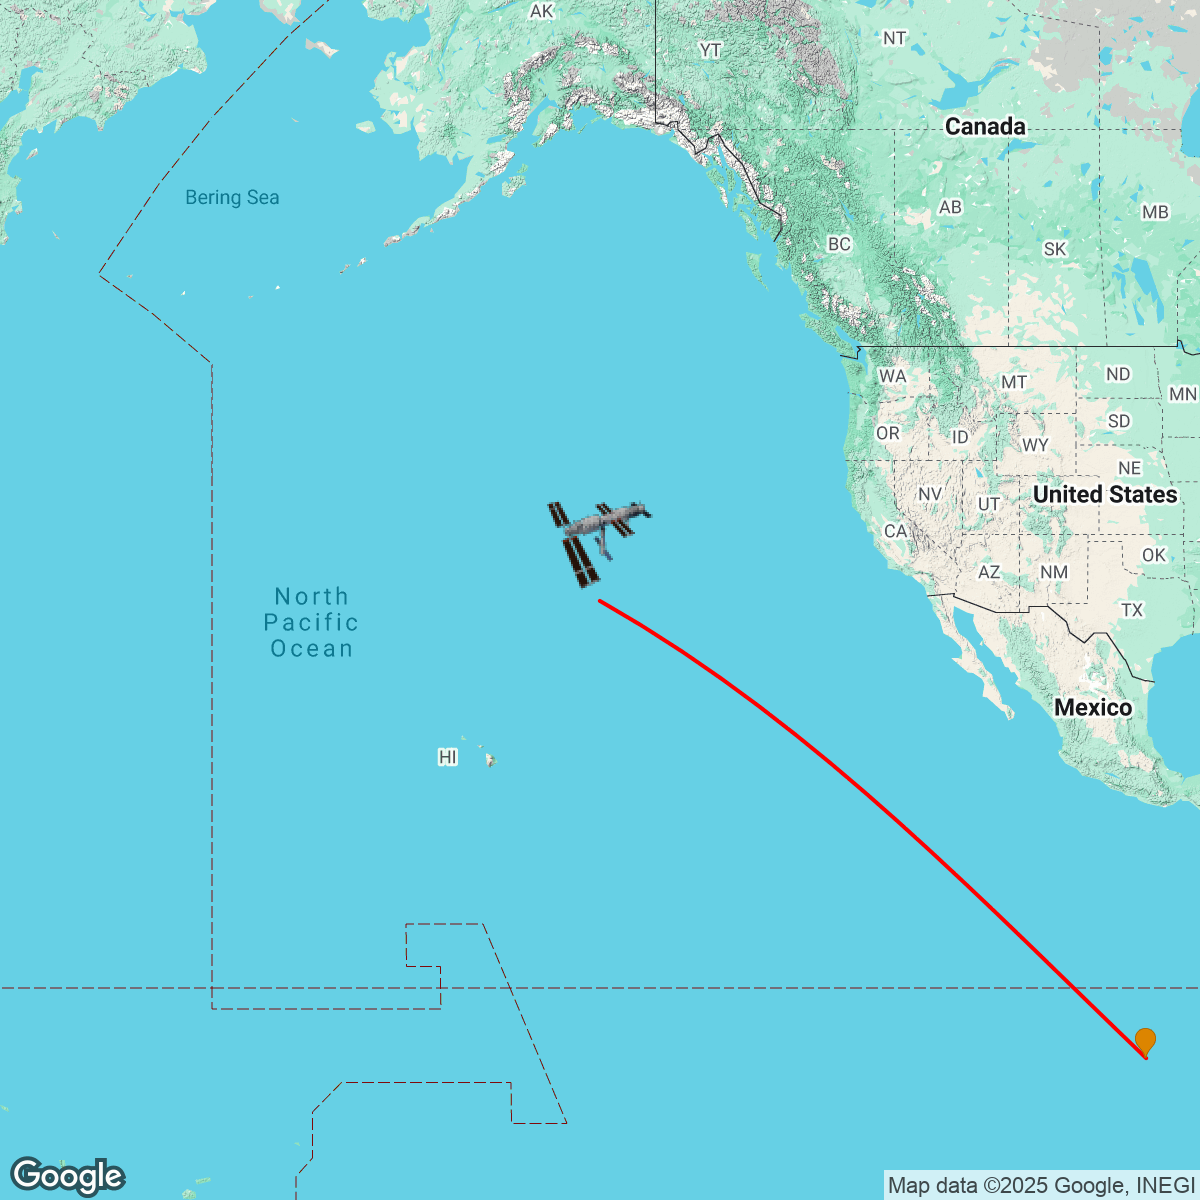 AK
YT
NT
Canada
Bering Sea
AB
MB
BC
SK
WA
MT
ND
MN
OR
ID
WY
SD
NE
NV
UT
United States
CA
AZ
NM
OK
TX
North
Pacific
Ocean
Mexico
HI
Google
Map data ©2025 Google, INEGI